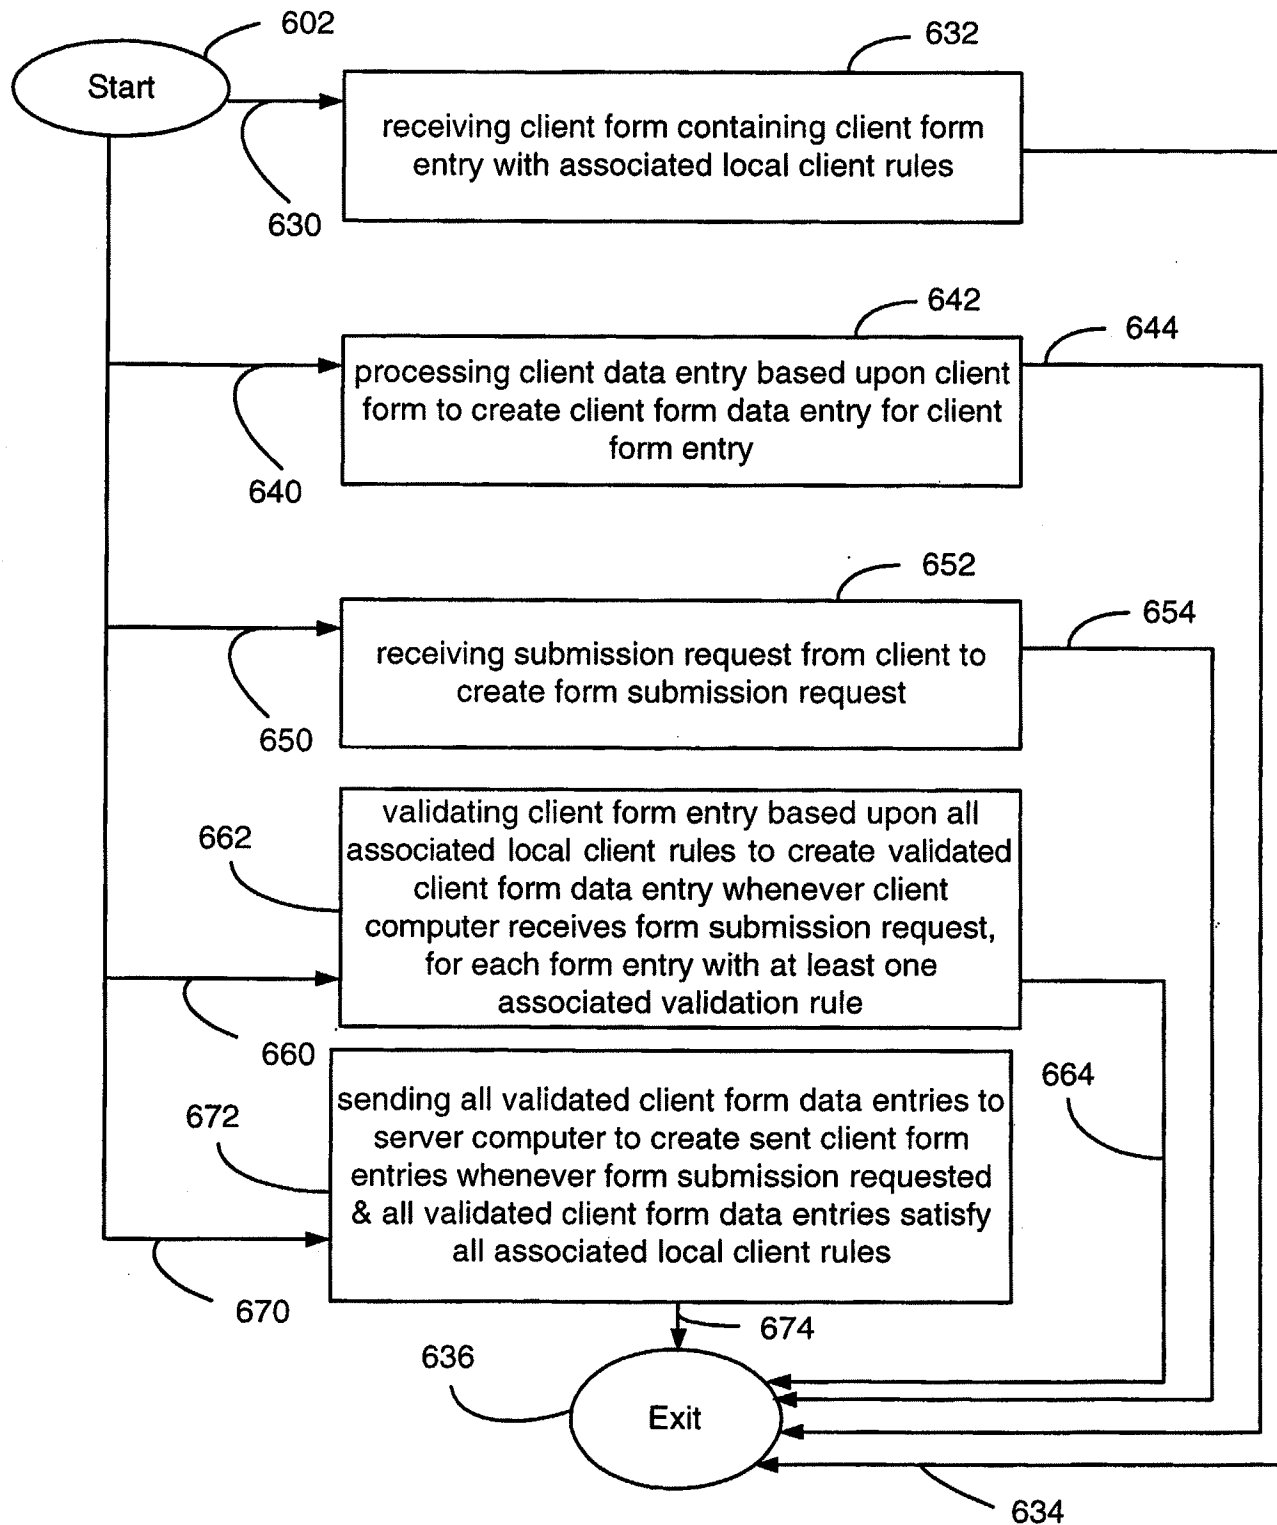 602
Start
632
receiving client form containing client form
entry with associated local client rules
630
642
644
processing client data entry based upon client
form to create client form data entry for client
form entry
640
652
654
receiving submission request from client to
create form submission request
650
662
validating client form entry based upon all
associated local client rules to create validated
client form data entry whenever client
computer receives form submission request,
for each form entry with at least one
associated validation rule
660
664
672
sending all validated client form data entries to
server computer to create sent client form
entries whenever form submission requested
& all validated client form data entries satisfy
all associated local client rules
670
674
636
Exit
634